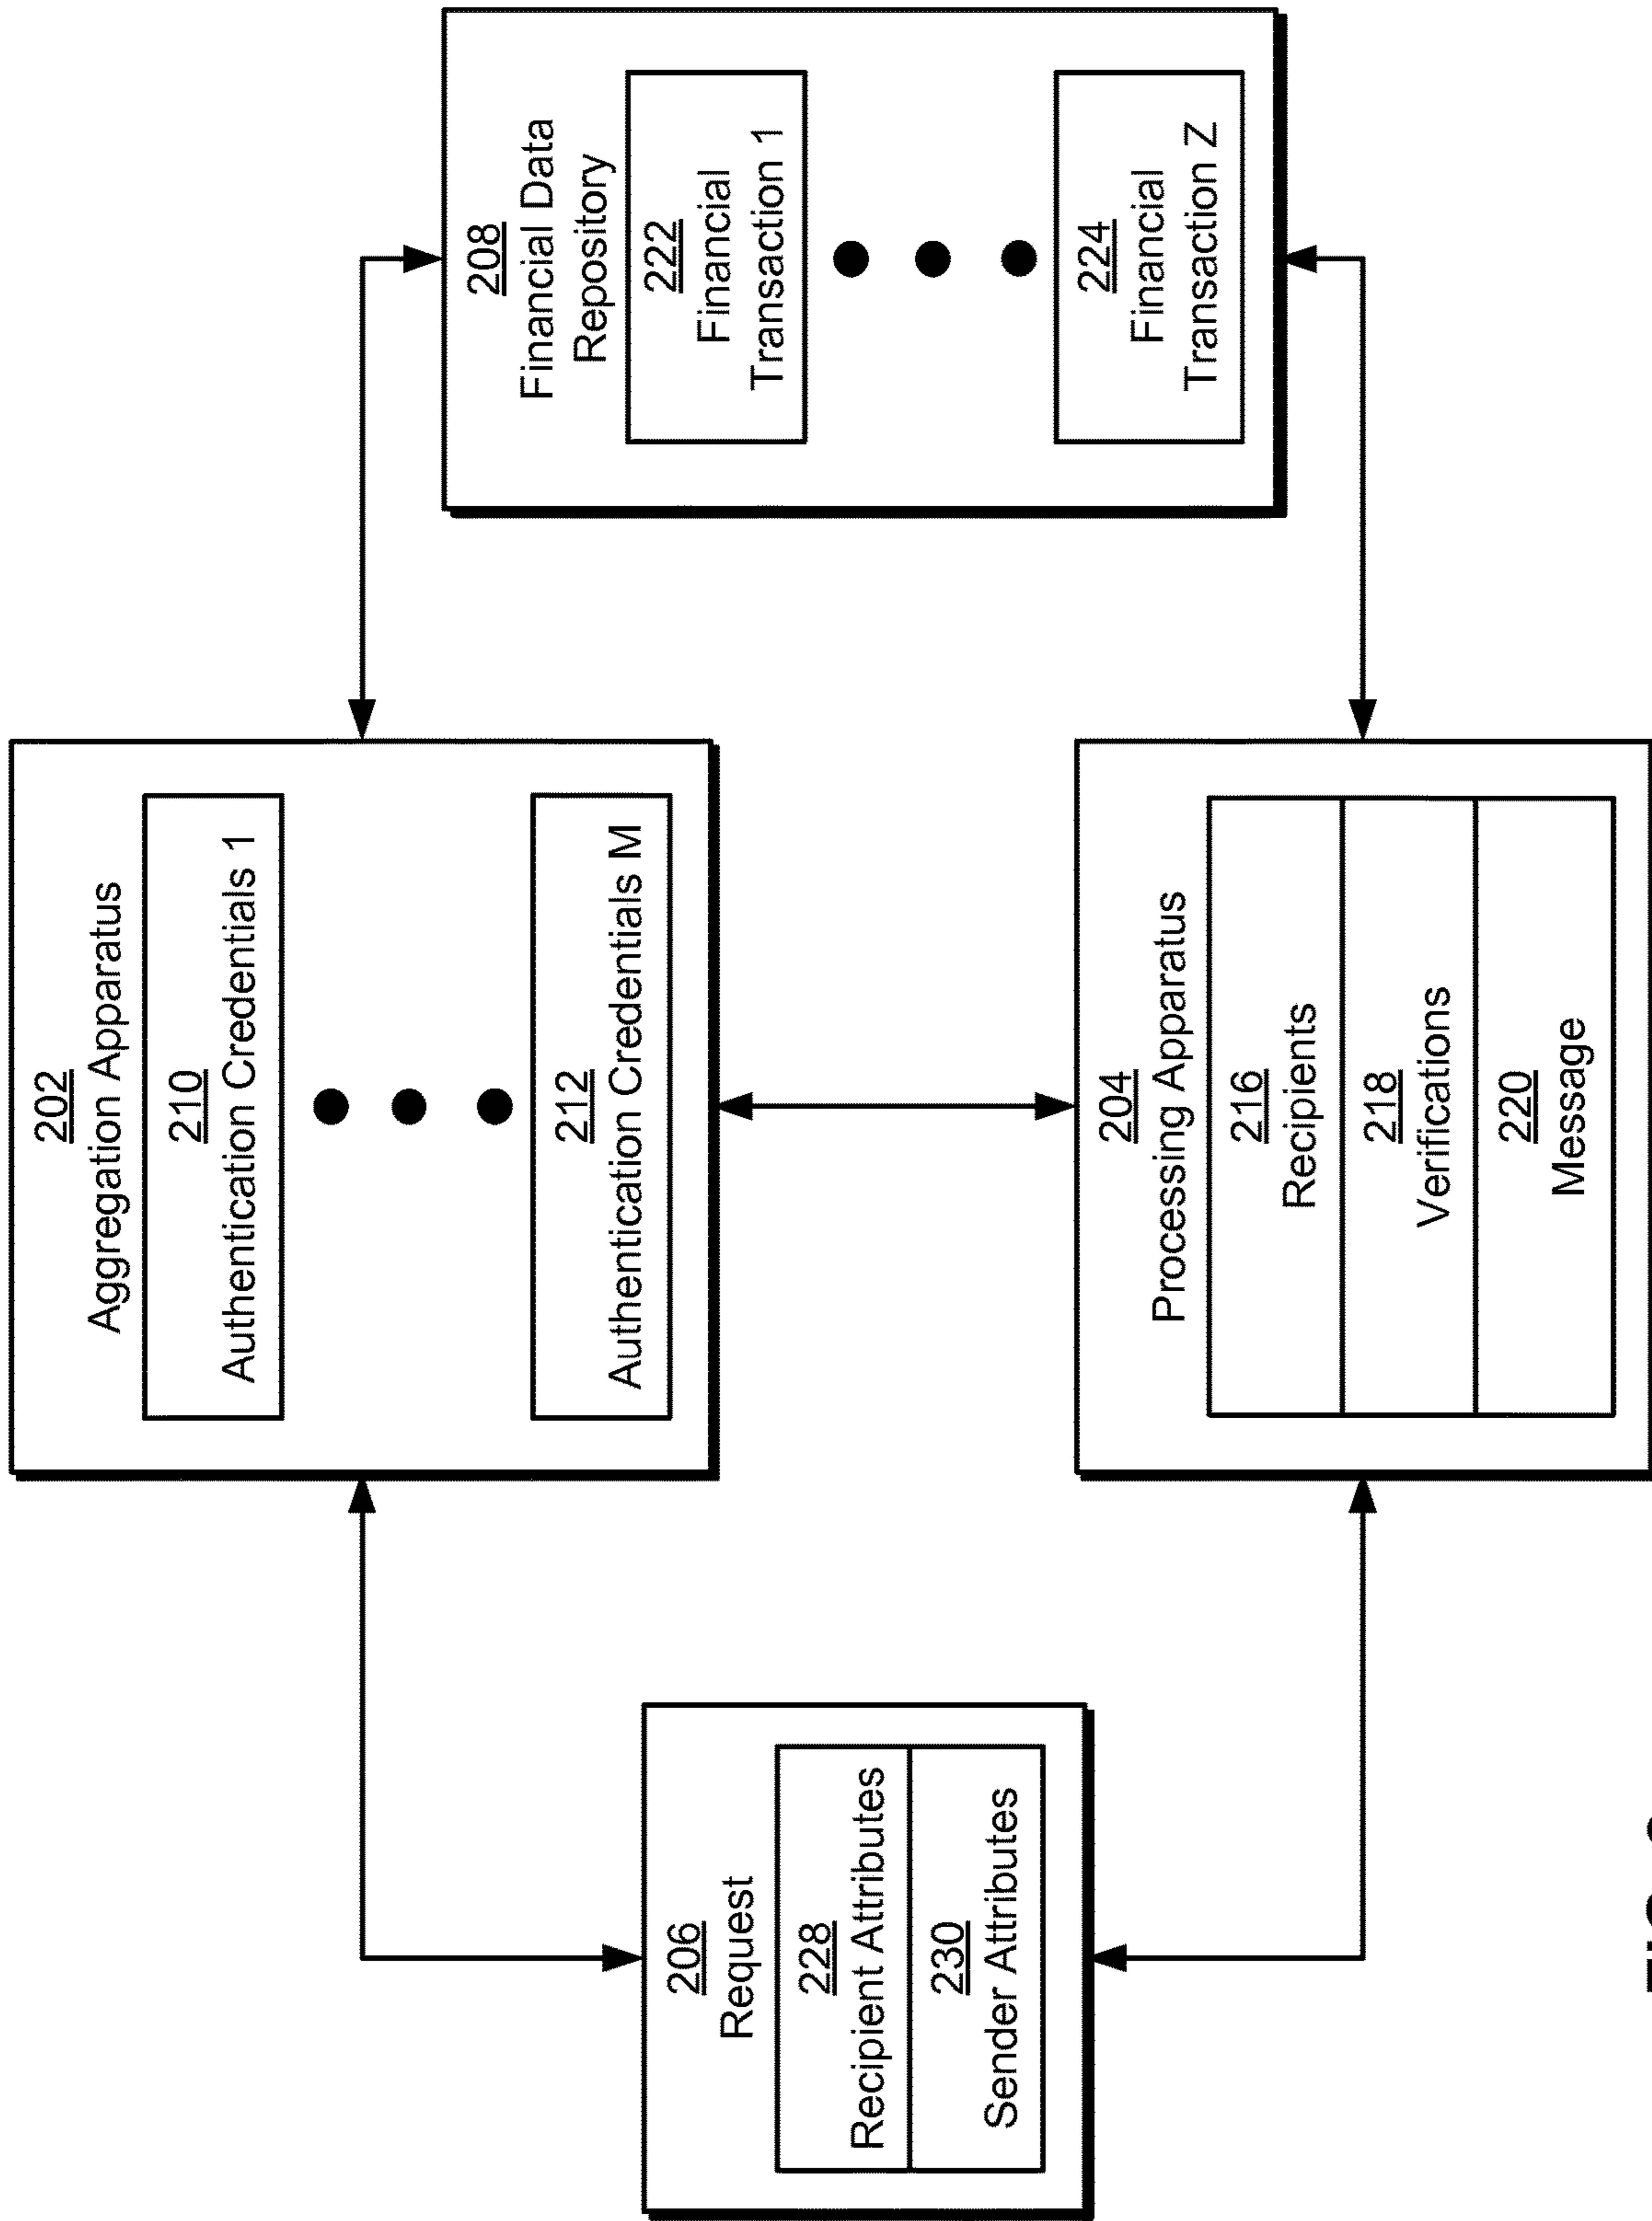 202
Aggregation Apparatus
210
Authentication Credentials 1
212
Authentication Credentials M
206
Request
228
Recipient Attributes
230
Sender Attributes
208
Financial Data
Repository
222
Financial
Transaction 1
224
Financial
Transaction Z
204
Processing Apparatus
216
Recipients
218
Verifications
220
Message
FIG.